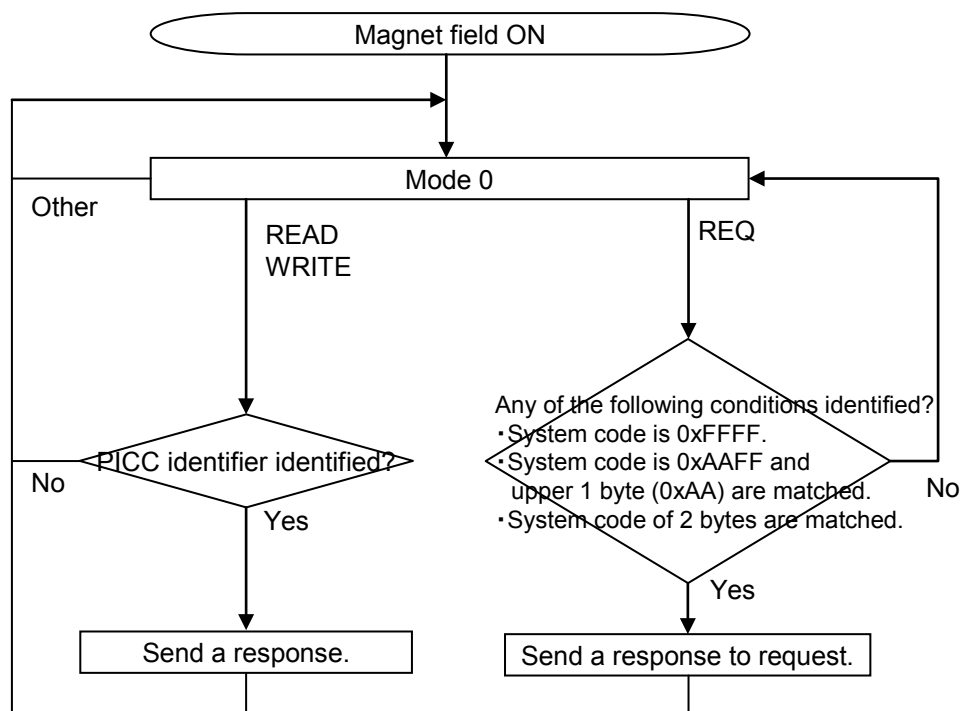 Magnet field ON
Mode 0
Other
READ
WRITE
REQ
Any of the following conditions identified?
・System code is 0xFFFF.
・System code is 0xAAFF and
upper 1 byte (0xAA) are matched.
・System code of 2 bytes are matched.
PICC identifier identified?
No
No
Yes
Yes
Send a response.
Send a response to request.